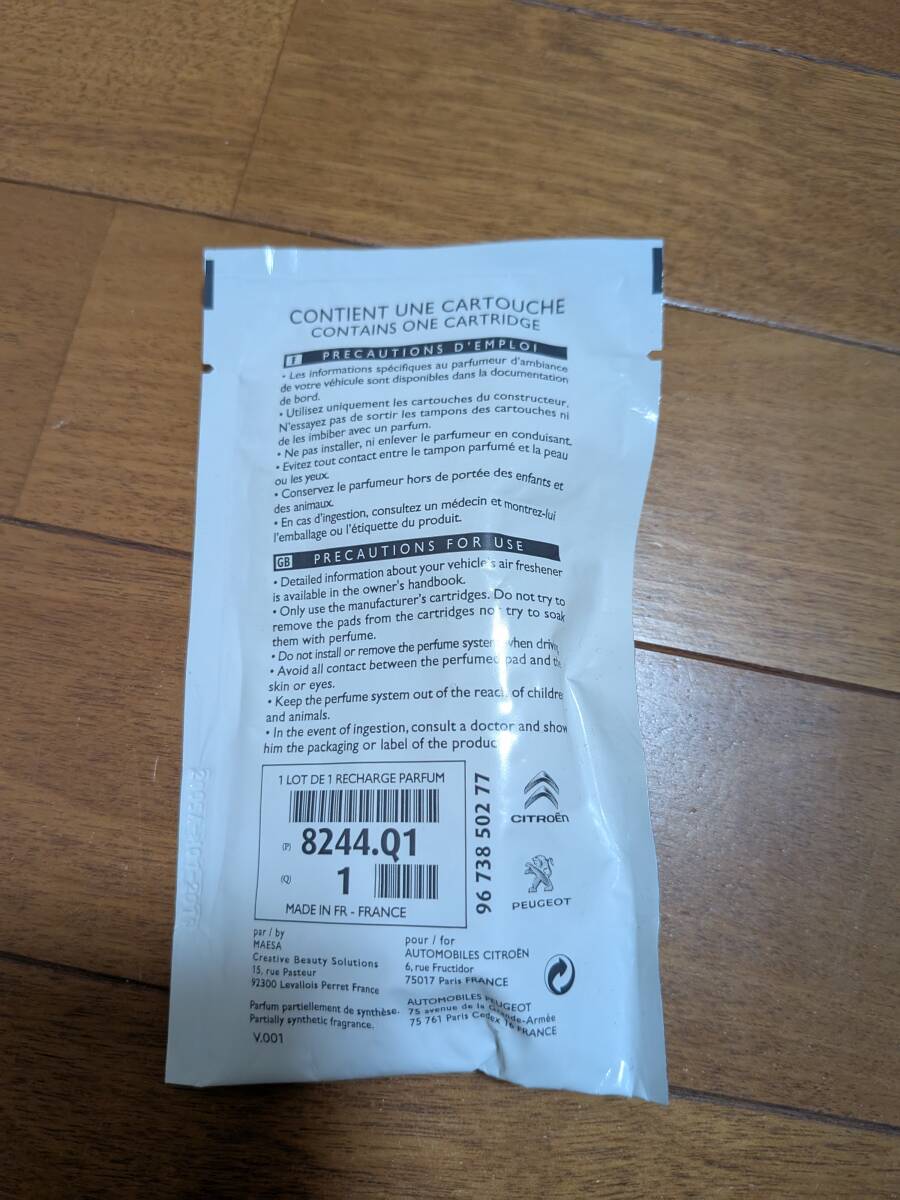 CONTIENT UNE CARTOUCHE
CONTAINS ONE CARTRIDGE
F PRECAUTIONS D'EMPLOI
• Les informations spécifiques au parfumeur d'ambiance
de votre véhicule sont disponibles dans la documentation
de bord.
• Utilisez uniquement les cartouches du constructeur.
N'essayez pas de sortir les tampons des cartouches ni
de les imbiber avec un parfum.
• Ne pas installer, ni enlever le parfumeur en conduisant.
• Evitez tout contact entre le tampon parfumé et la peau
ou les yeux.
• Conservez le parfumeur hors de portée des enfants et
des animaux.
• En cas d'ingestion, consultez un médecin et montrez-lui
l'emballage ou l'étiquette du produit.
GB PRECAUTIONS FOR USE
• Detailed information about your vehicle's air freshener
is available in the owner's handbook.
• Only use the manufacturer's cartridges. Do not try to
remove the pads from the cartridges not try to soak
them with perfume.
• Do not install or remove the perfume system when drivin
• Avoid all contact between the perfumed pad and the
skin or eyes.
• Keep the perfume system out of the reach of childre
and animals.
• In the event of ingestion, consult a doctor and show
him the packaging or label of the produc
1 LOT DE 1 RECHARGE PARFUM
(P) 8244.Q1
(Q) 1
MADE IN FR - FRANCE
96 738 502 77
CITROËN
PEUGEOT
par / by
MAESA
Creative Beauty Solutions
15, rue Pasteur
92300 Levallois Perret France
Parfum partiellement de synthèse.
Partially synthetic fragrance.
V.001
pour / for
AUTOMOBILES CITROËN
6, rue Fructidor
75017 Paris FRANCE
AUTOMOBILES PEUGEOT
75 avenue de la Grande-Armée
75 761 Paris Cedex 16 FRANCE